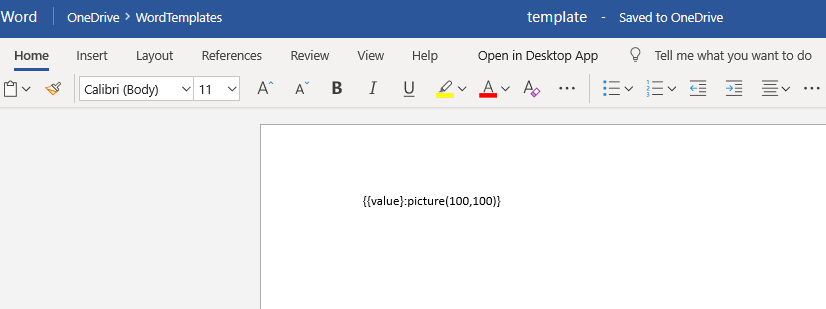 Word OneDrive > WordTemplates template - Saved to OneDrive
Home Insert Layout References Review View Help Open in Desktop App Tell me what you want to do
Calibri (Body) 11 A A B I U A A
{{value}:picture(100,100)}